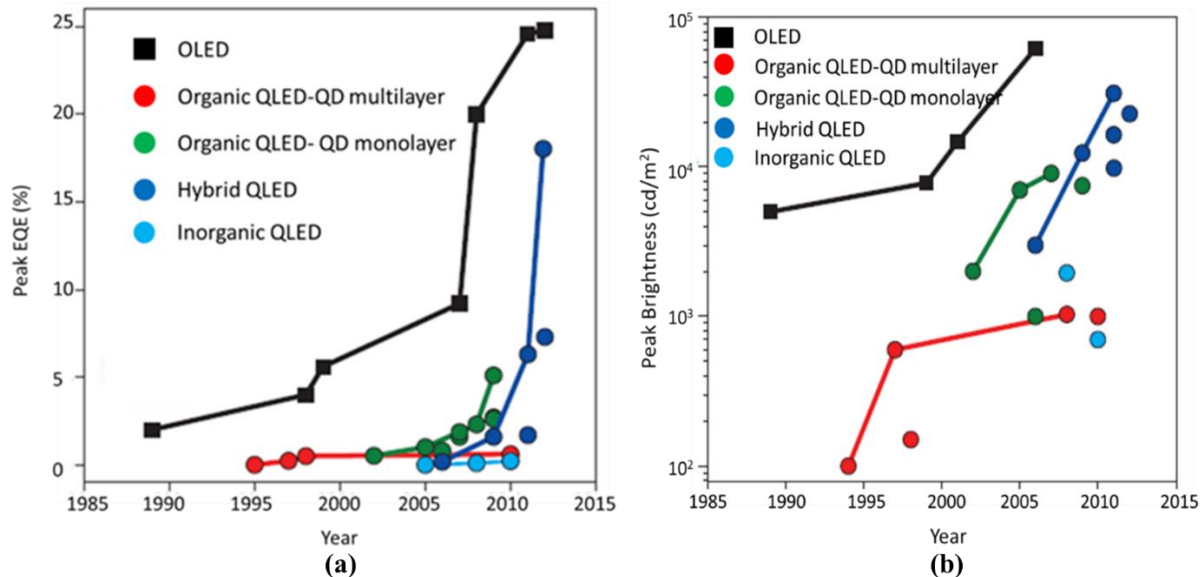 25
20
15
10
5
0
Peak EQE (%)
OLED
Organic QLED-QD multilayer
Organic QLED- QD monolayer
Hybrid QLED
Inorganic QLED
1985 1990 1995 2000 2005 2010 2015
Year
(a)
10⁵
10⁴
10³
10²
Peak Brightness (cd/m²)
OLED
Organic QLED-QD multilayer
Organic QLED-QD monolayer
Hybrid QLED
Inorganic QLED
1985 1990 1995 2000 2005 2010 2015
Year
(b)